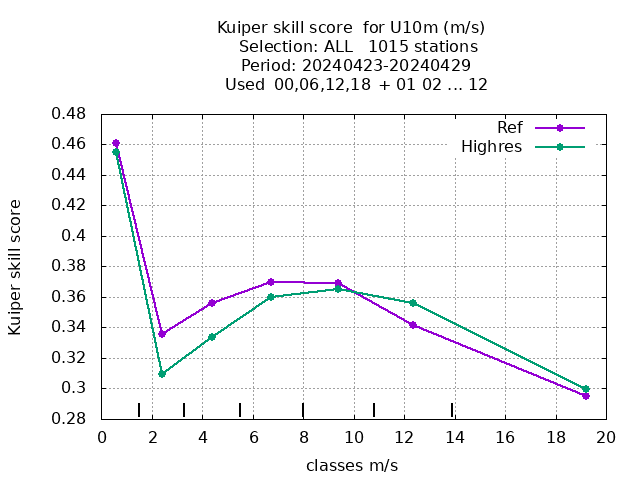 Kuiper skill score  for U10m (m/s)
Selection: ALL   1015 stations
Period: 20240423-20240429
Used  00,06,12,18 + 01 02 ... 12
Ref
Highres
0.48
0.46
0.44
0.42
0.4
0.38
0.36
0.34
0.32
0.3
0.28
Kuiper skill score
0 2 4 6 8 10 12 14 16 18 20
classes m/s